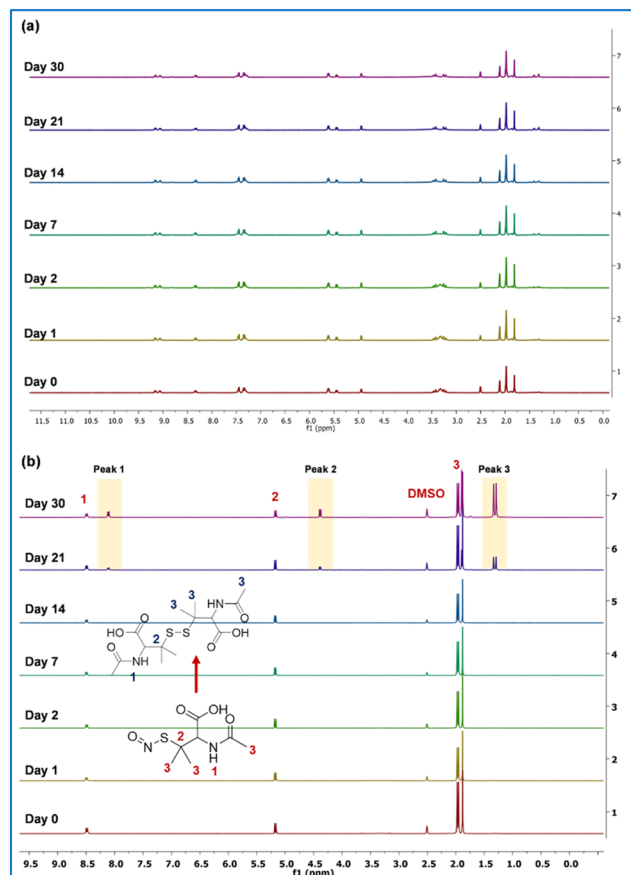 (a)
Day 30
7
Day 21
6
Day 14
5
Day 7
4
Day 2
3
Day 1
2
Day 0
1
11.5 11.0 10.5 10.0 9.5 9.0 8.5 8.0 7.5 7.0 6.5 6.0 5.5 5.0 4.5 4.0 3.5 3.0 2.5 2.0 1.5 1.0 0.5 0.0
f1 (ppm)
(b)
Peak 1 Peak 2 3 Peak 3
1 2 DMSO
Day 30 7
Day 21 6
3
3 3 H N O
Day 14 5
O HO S S O OH
2
O N H
Day 7 1 4
O OH O
Day 2 3
O N S 2 N H 3
3 3 1
Day 1 2
Day 0 1
9.5 9.0 8.5 8.0 7.5 7.0 6.5 6.0 5.5 5.0 4.5 4.0 3.5 3.0 2.5 2.0 1.5 1.0 0.5 0.0
f1 (ppm)